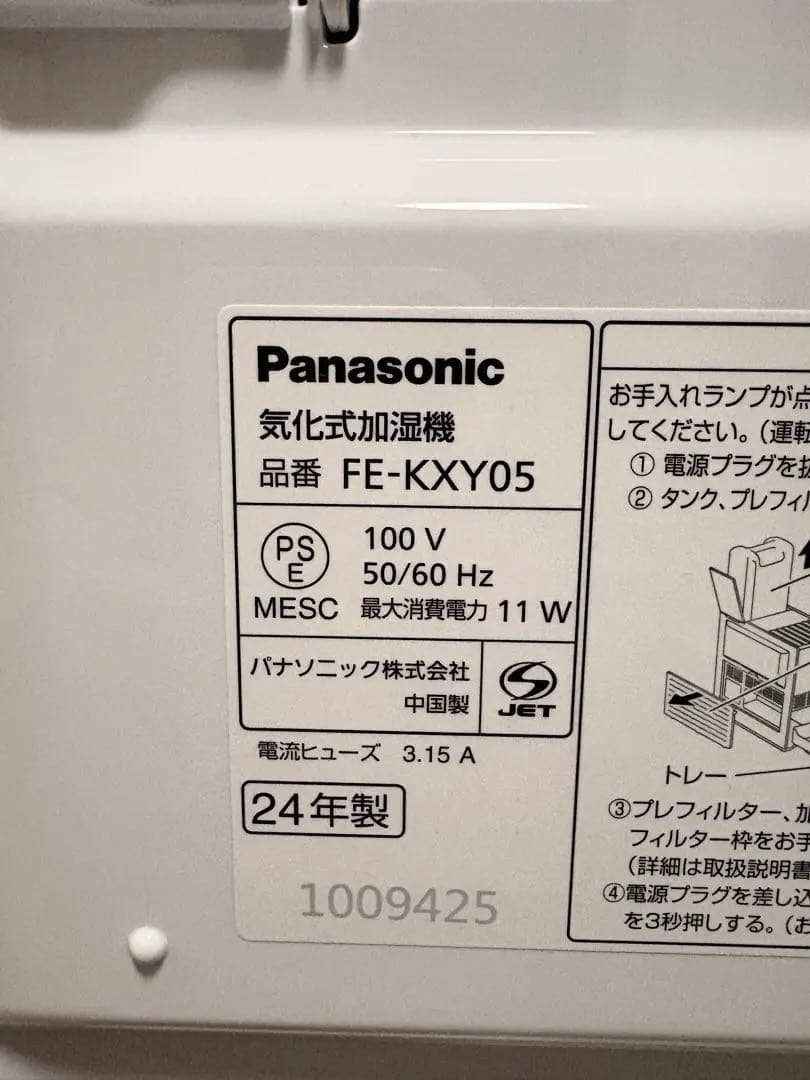 Panasonic
気化式加湿機
品番 FE-KXY05
PS
E
100 V
50/60 Hz
MESC 最大消費電力 11 W
パナソニック株式会社
中国製
S
JET
電流ヒューズ 3.15 A
24年製
1009425
お手入れランプが点
してください。(運転
① 電源プラグを抜
② タンク、プレフィル
トレー
③プレフィルター、加
フィルター枠をお手
(詳細は取扱説明書
④電源プラグを差し込
を3秒押しする。(お